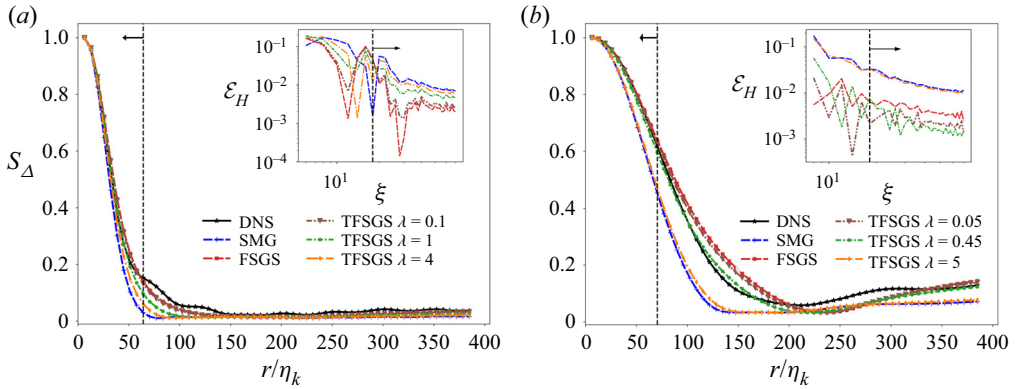 (a)
(b)
1.0
0.8
0.6
0.4
0.2
0
S_Δ
0 50 100 150 200 250 300 350 400
r/η_k
10⁻¹
10⁻²
10⁻³
10⁻⁴
ℰ_H
10¹
ξ
DNS
SMG
FSGS
TFSGS λ = 0.1
TFSGS λ = 1
TFSGS λ = 4
1.0
0.8
0.6
0.4
0.2
0
0 50 100 150 200 250 300 350 400
r/η_k
10⁻¹
10⁻²
10⁻³
ℰ_H
10¹
ξ
DNS
SMG
FSGS
TFSGS λ = 0.05
TFSGS λ = 0.45
TFSGS λ = 5